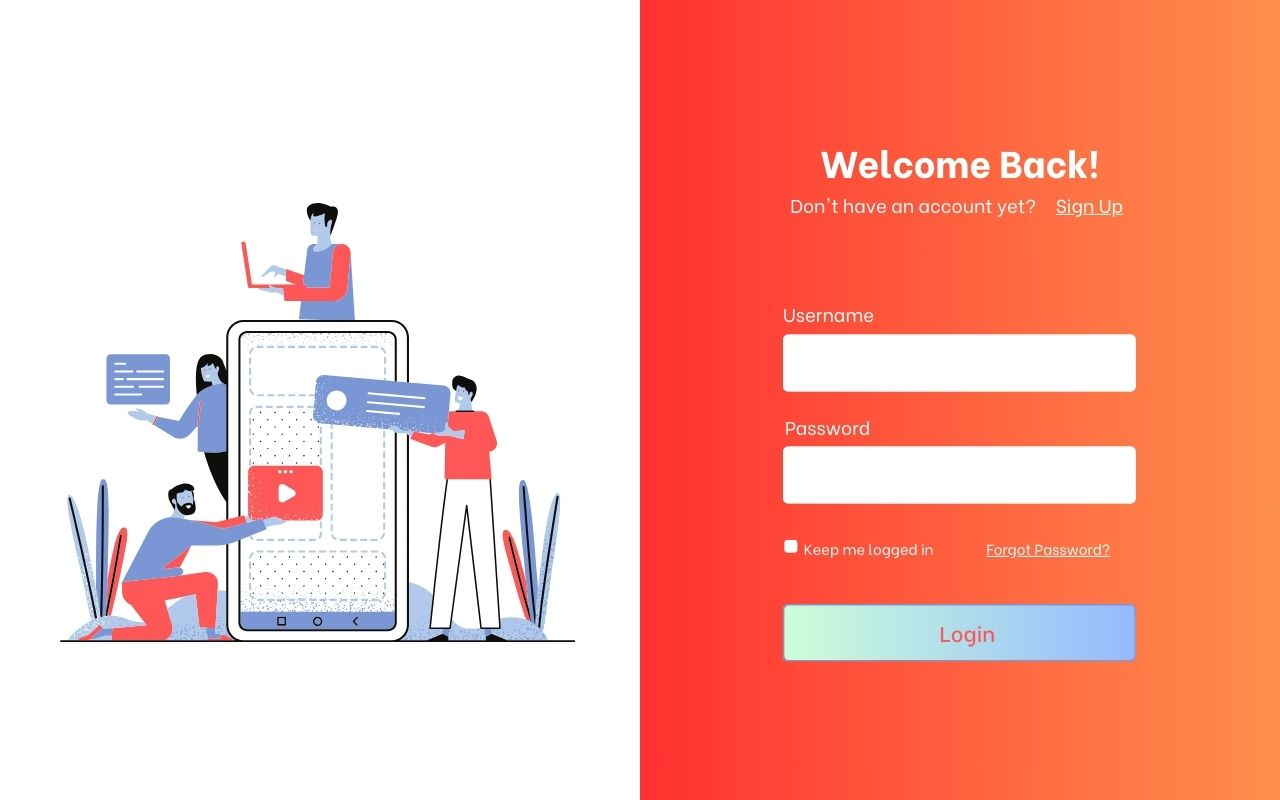 Welcome Back!
Don't have an account yet? Sign Up
Username
Password
Keep me logged in Forgot Password?
Login